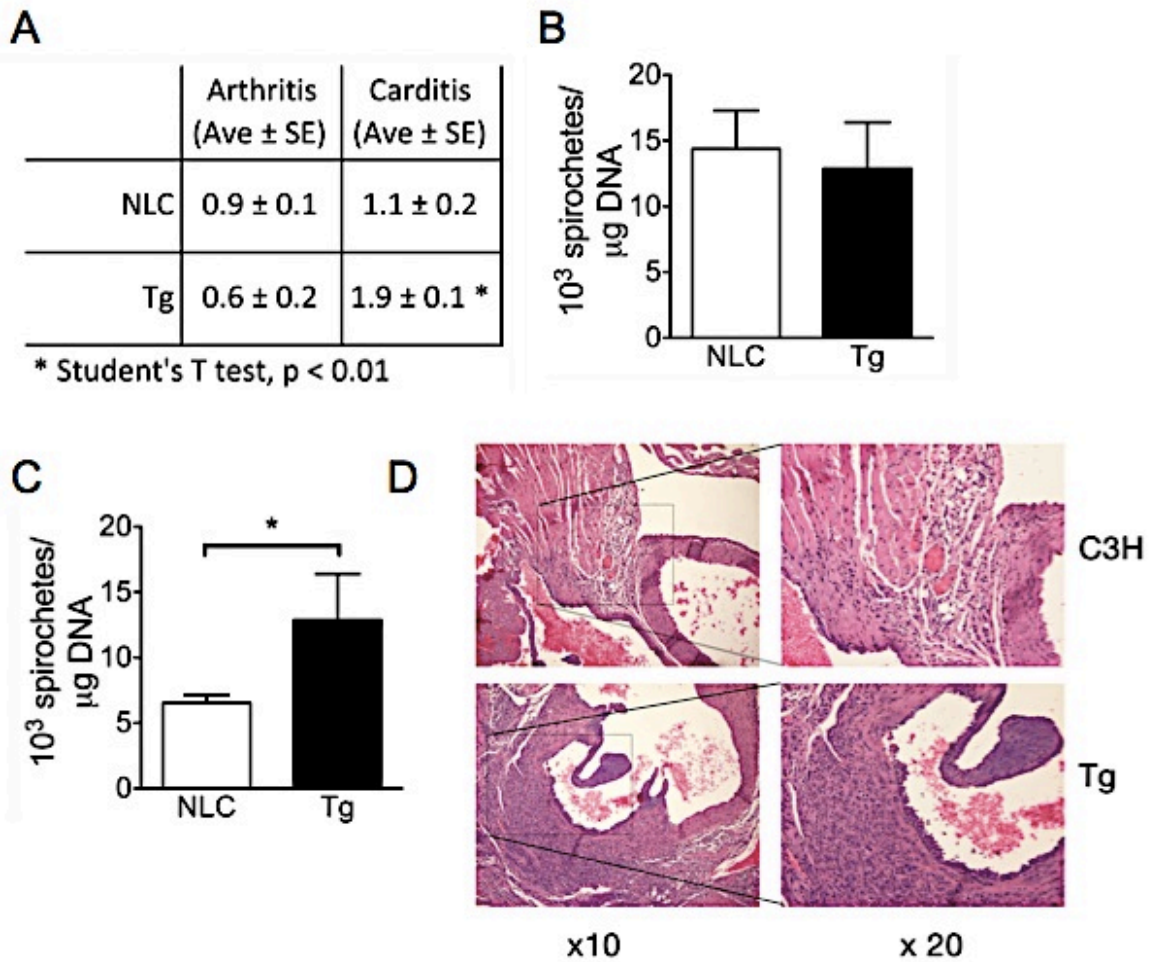 A
Arthritis (Ave ± SE) Carditis (Ave ± SE)
NLC 0.9 ± 0.1 1.1 ± 0.2
Tg 0.6 ± 0.2 1.9 ± 0.1 *
* Student's T test, p < 0.01
B
10³ spirochetes/
µg DNA
20
15
10
5
0
NLC Tg
C
10³ spirochetes/
µg DNA
20
15
10
5
0
*
NLC Tg
D
C3H
Tg
x10 x 20